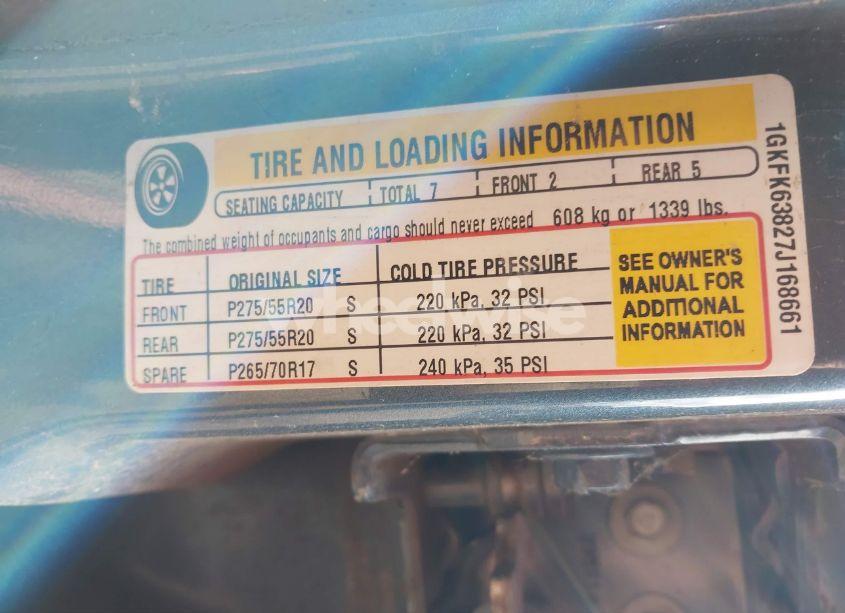 TIRE AND LOADING INFORMATION
SEATING CAPACITY TOTAL 7 FRONT 2 REAR 5
The combined weight of occupants and cargo should never exceed 608 kg or 1339 lbs.
TIRE ORIGINAL SIZE COLD TIRE PRESSURE
FRONT P275/55R20 S 220 kPa, 32 PSI
REAR P275/55R20 S 220 kPa, 32 PSI
SPARE P265/70R17 S 240 kPa, 35 PSI
SEE OWNER'S
MANUAL FOR
ADDITIONAL
INFORMATION
1GKFK63827J168661
wheelwise